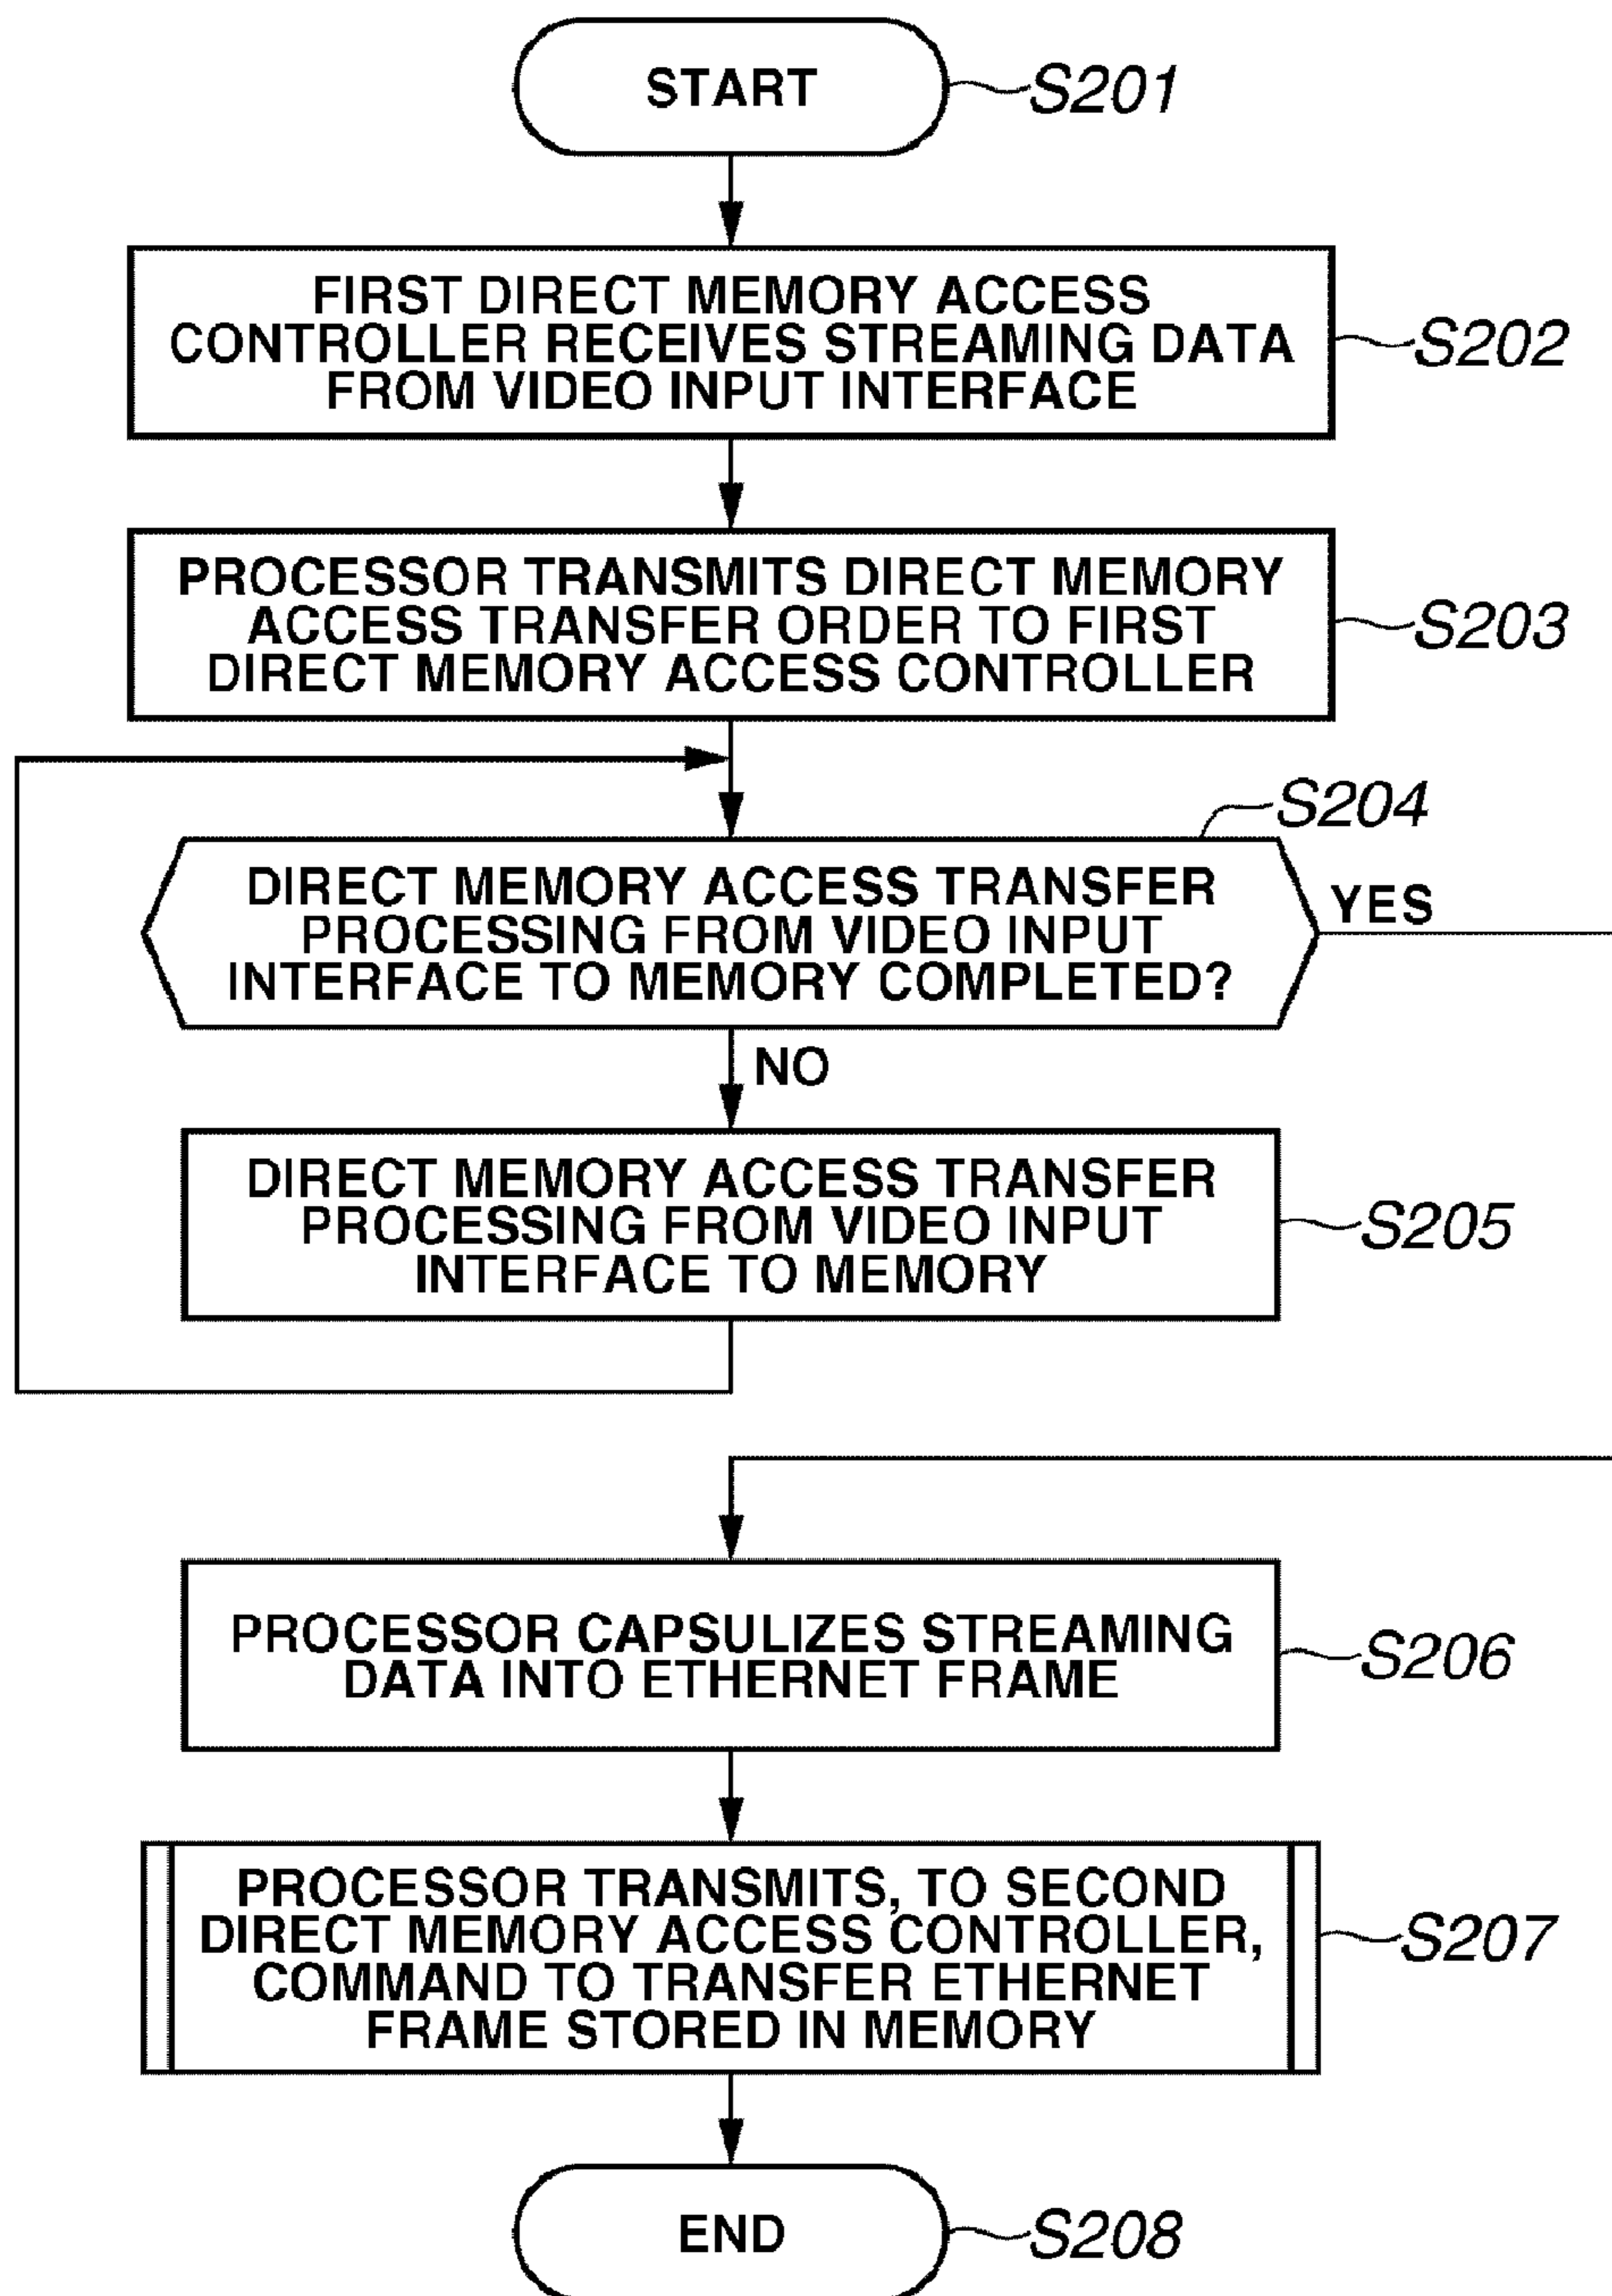 START
S201
FIRST DIRECT MEMORY ACCESS
CONTROLLER RECEIVES STREAMING DATA
FROM VIDEO INPUT INTERFACE
S202
PROCESSOR TRANSMITS DIRECT MEMORY
ACCESS TRANSFER ORDER TO FIRST
DIRECT MEMORY ACCESS CONTROLLER
S203
S204
DIRECT MEMORY ACCESS TRANSFER
PROCESSING FROM VIDEO INPUT
INTERFACE TO MEMORY COMPLETED?
YES
NO
DIRECT MEMORY ACCESS TRANSFER
PROCESSING FROM VIDEO INPUT
INTERFACE TO MEMORY
S205
PROCESSOR CAPSULIZES STREAMING
DATA INTO ETHERNET FRAME
S206
PROCESSOR TRANSMITS, TO SECOND
DIRECT MEMORY ACCESS CONTROLLER,
COMMAND TO TRANSFER ETHERNET
FRAME STORED IN MEMORY
S207
END
S208